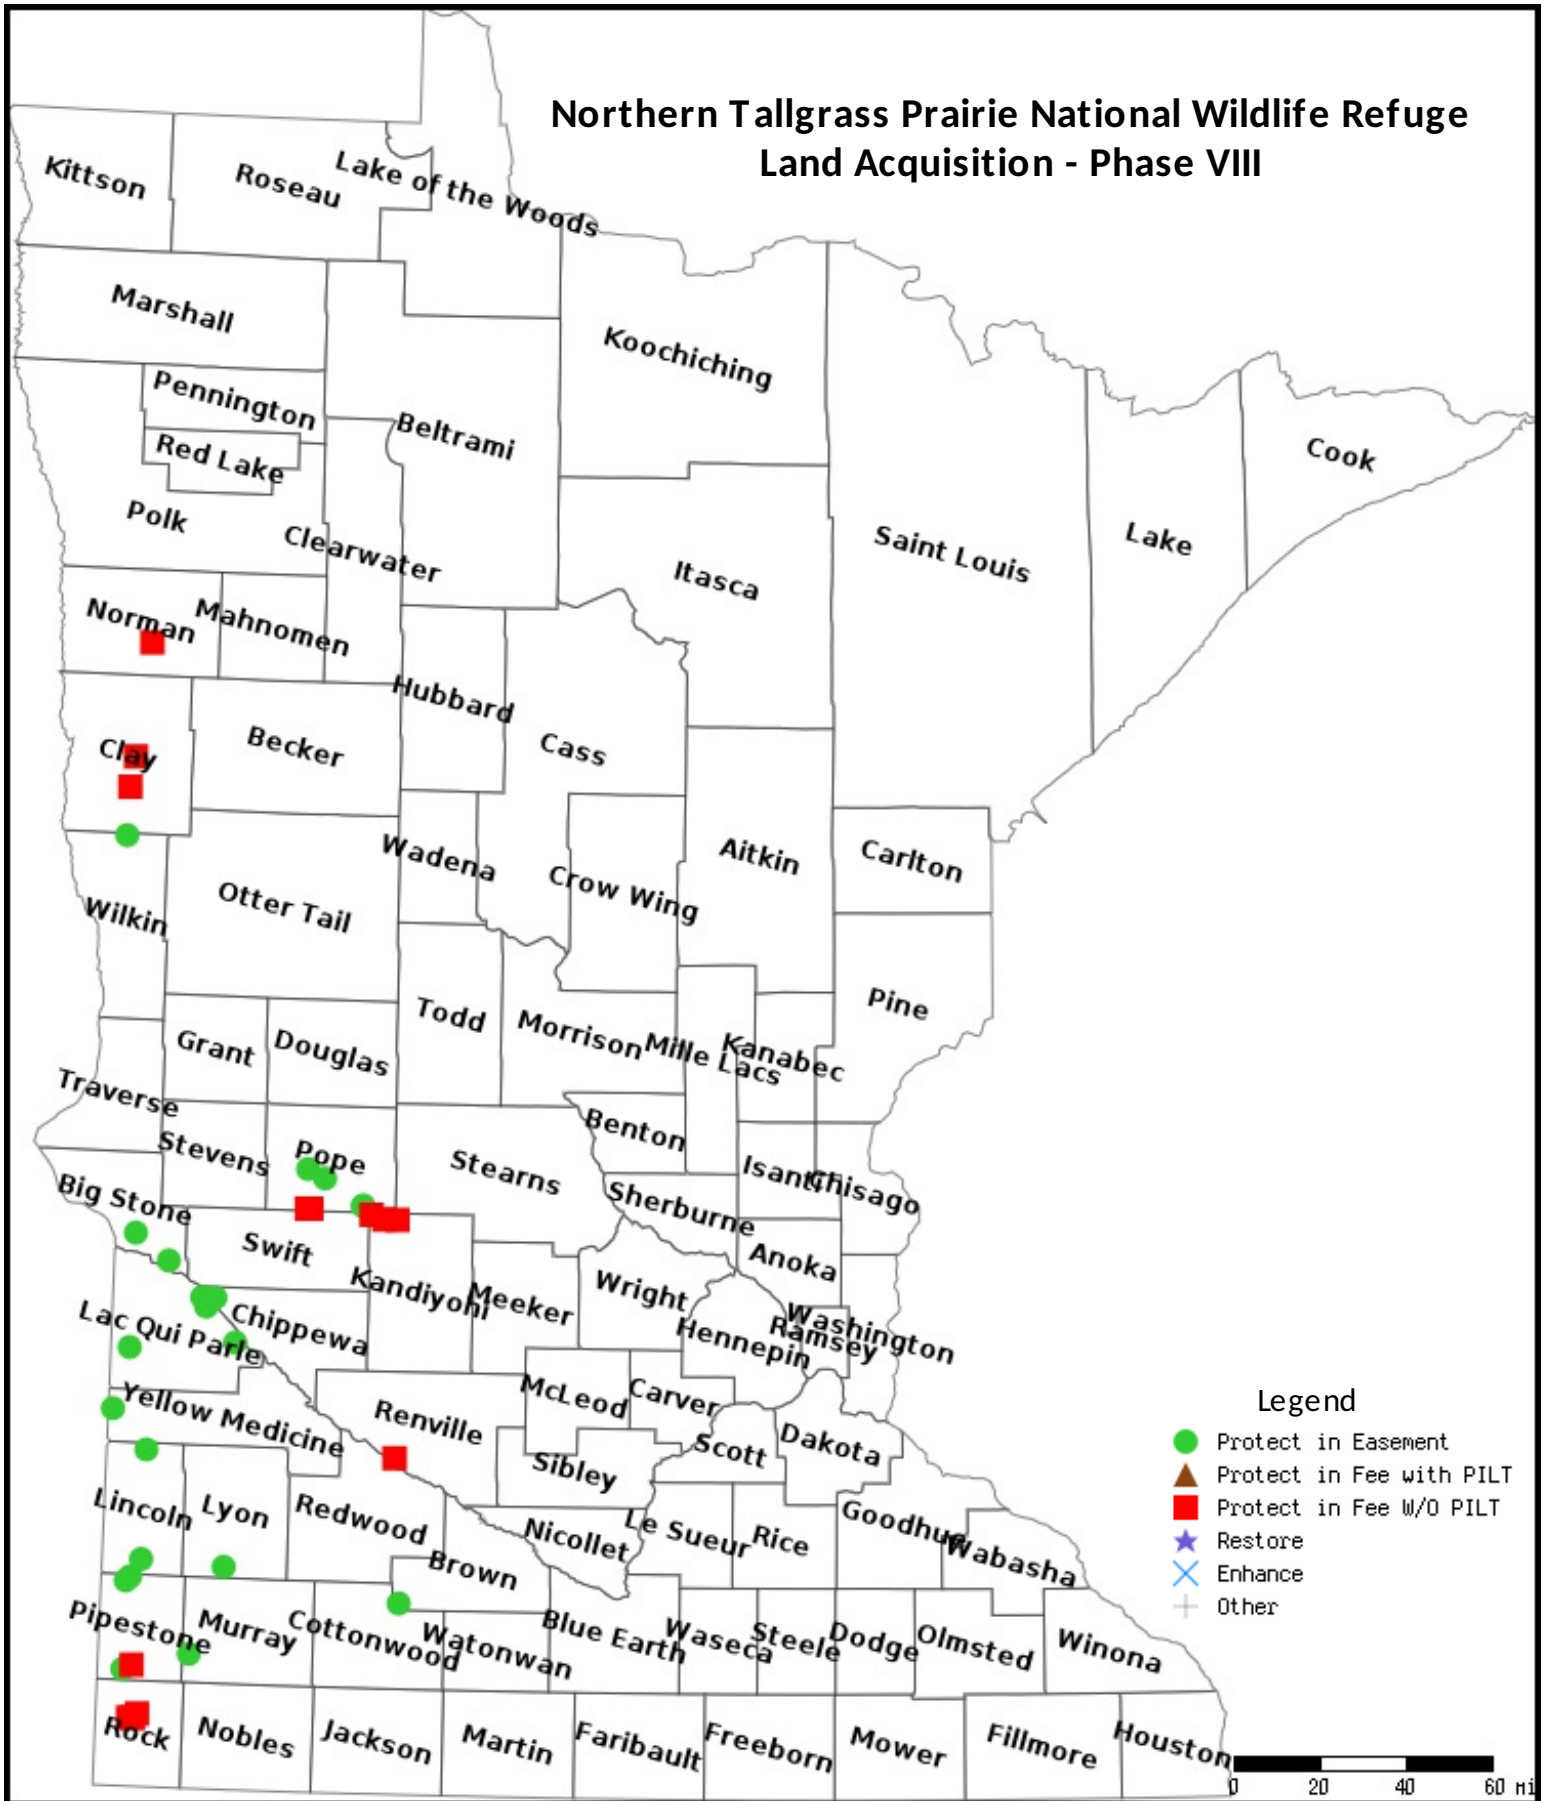 Northern Tallgrass Prairie National Wildlife Refuge
Land Acquisition - Phase VIII
Kittson
Roseau
Lake of the Woods
Marshall
Koochiching
Pennington
Beltrami
Red Lake
Cook
Polk
Clearwater
Saint Louis
Lake
Itasca
Norman
Mahnomen
Hubbard
Clay
Becker
Cass
Wadena
Aitkin
Carlton
Crow Wing
Otter Tail
Wilkin
Todd
Pine
Morrison
Mille Lacs
Kanabec
Grant
Douglas
Traverse
Benton
Stevens
Pope
Stearns
Isanti
Chisago
Big Stone
Sherburne
Swift
Anoka
Kandiyohi
Meeker
Wright
Lac Qui Parle
Chippewa
Hennepin
Ramsey
Washington
McLeod
Carver
Yellow Medicine
Renville
Scott
Dakota
Sibley
Lincoln
Lyon
Redwood
Nicollet
Le Sueur
Rice
Goodhue
Wabasha
Brown
Pipestone
Murray
Cottonwood
Watonwan
Blue Earth
Waseca
Steele
Dodge
Olmsted
Winona
Rock
Nobles
Jackson
Martin
Faribault
Freeborn
Mower
Fillmore
Houston
Legend
Protect in Easement
Protect in Fee with PILT
Protect in Fee W/O PILT
Restore
Enhance
Other
0 20 40 60 mi